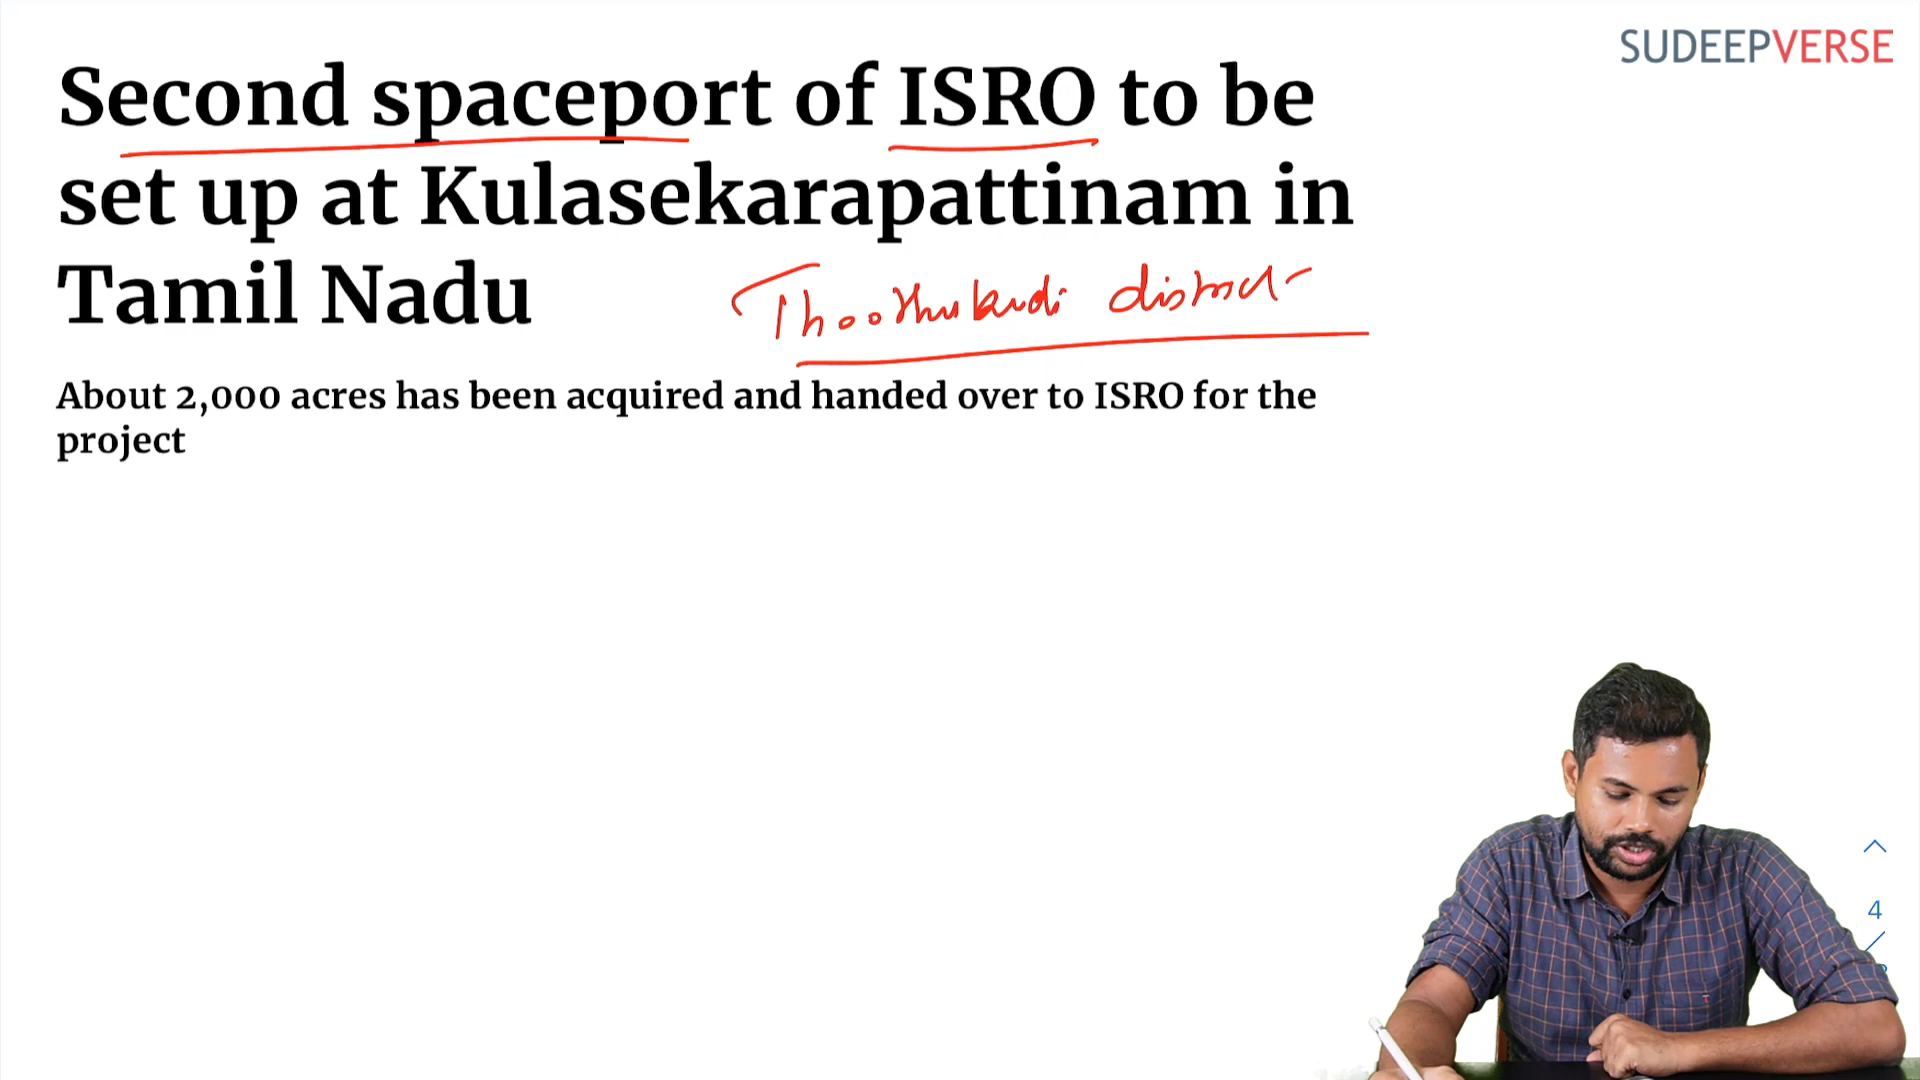 SUDEEPVERSE
Second spaceport of ISRO to be
set up at Kulasekarapattinam in
Tamil Nadu
Thoothukudi district
About 2,000 acres has been acquired and handed over to ISRO for the
project
4